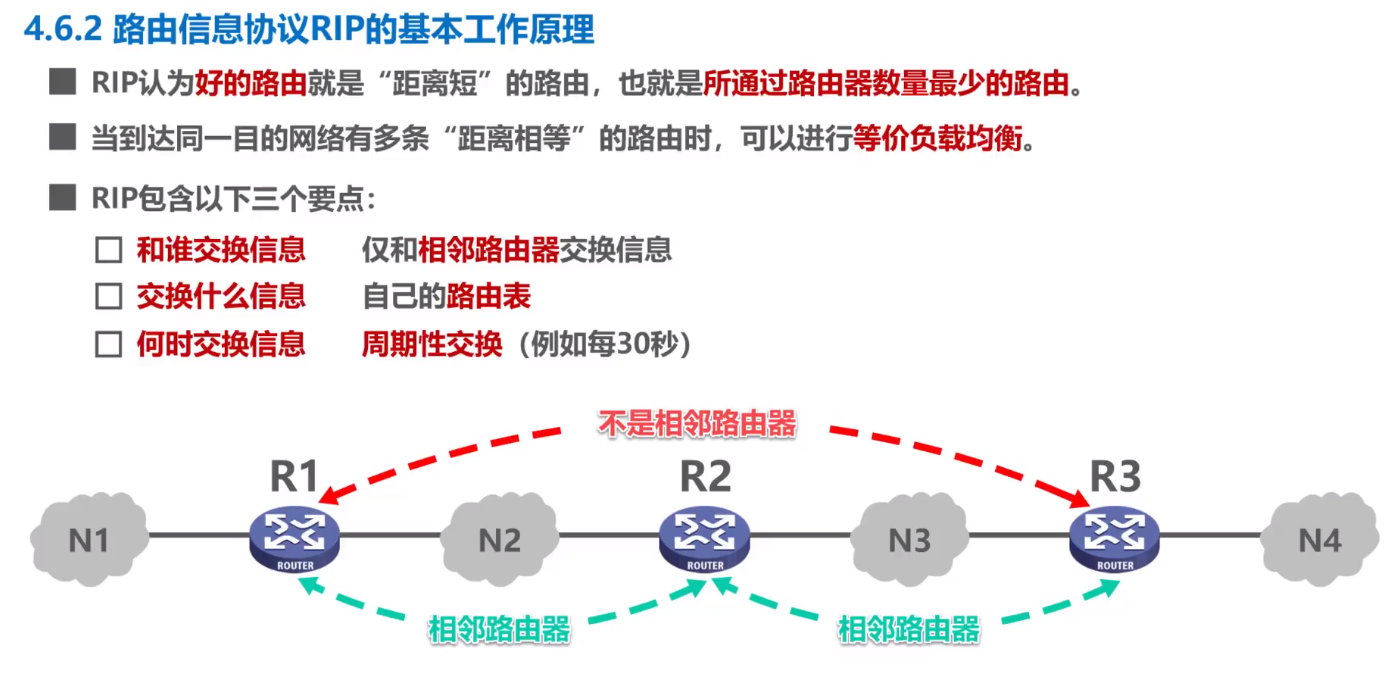 4.6.2 路由信息协议RIP的基本工作原理
RIP认为好的路由就是“距离短”的路由，也就是所通过路由器数量最少的路由。
当到达同一目的网络有多条“距离相等”的路由时，可以进行等价负载均衡。
RIP包含以下三个要点：
和谁交换信息 仅和相邻路由器交换信息
交换什么信息 自己的路由表
何时交换信息 周期性交换（例如每30秒）
不是相邻路由器
R1 R2 R3
N1 N2 N3 N4
ROUTER ROUTER ROUTER
相邻路由器 相邻路由器